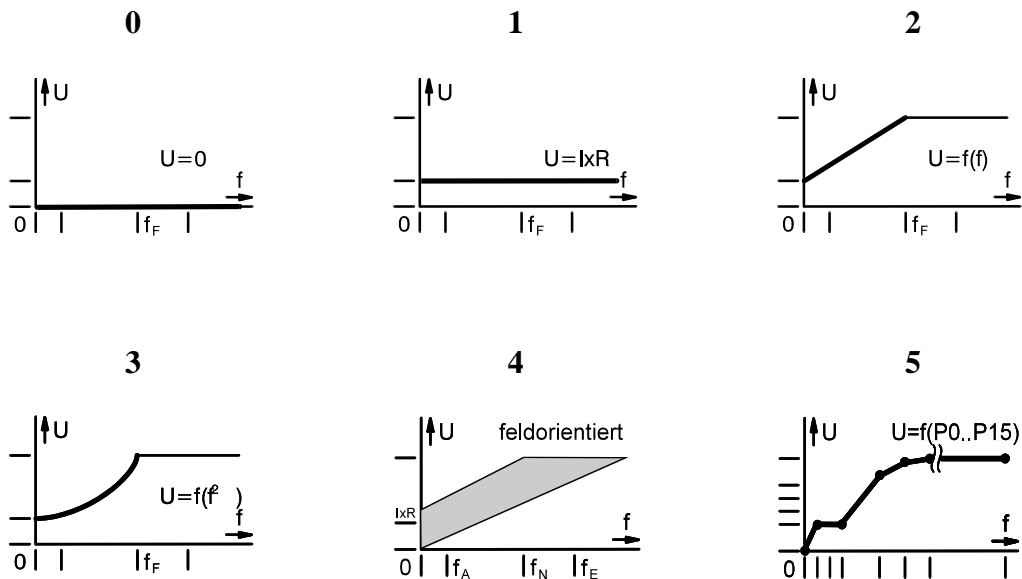 0
1
2
U
U=0
f
0
f_F
U
U=IxR
f
0
f_F
U
U=f(f)
f
0
f_F
3
4
5
U
U=f(f²   )
f
0
f_F
U
feldorientiert
IxR
f
0
f_A
f_N
f_E
U
U=f(P0..P15)
f
0